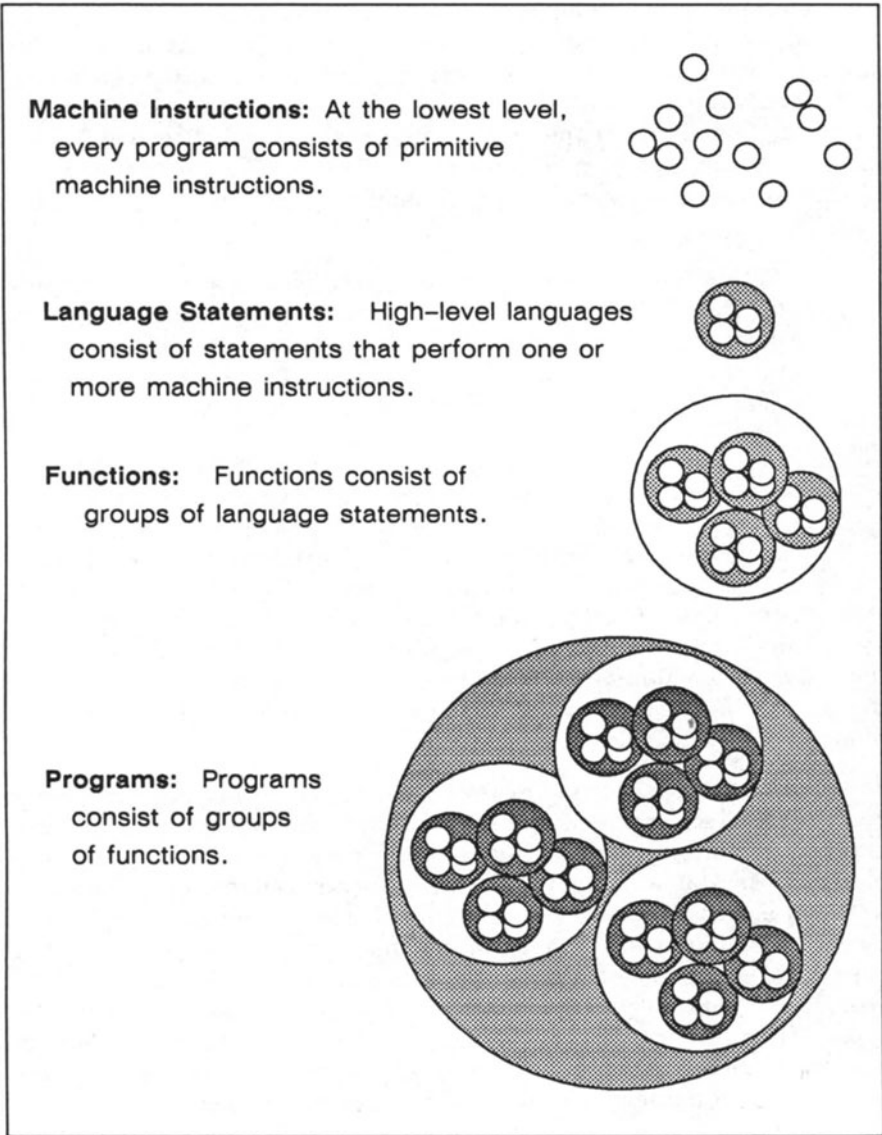 Machine Instructions: At the lowest level,
every program consists of primitive
machine instructions.
Language Statements: High-level languages
consist of statements that perform one or
more machine instructions.
Functions: Functions consist of
groups of language statements.
Programs: Programs
consist of groups
of functions.